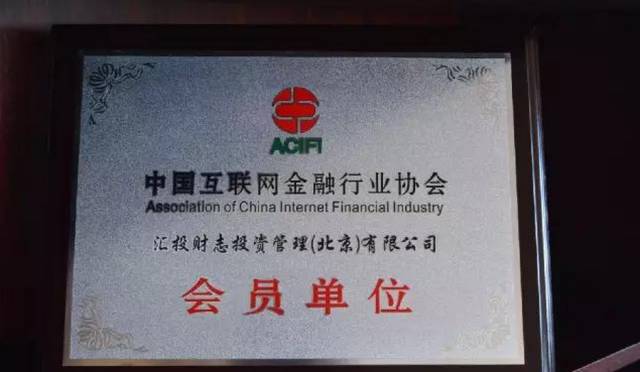 ACIFI
中国互联网金融行业协会
Association of China Internet Financial Industry
汇投财志投资管理(北京)有限公司
会员单位